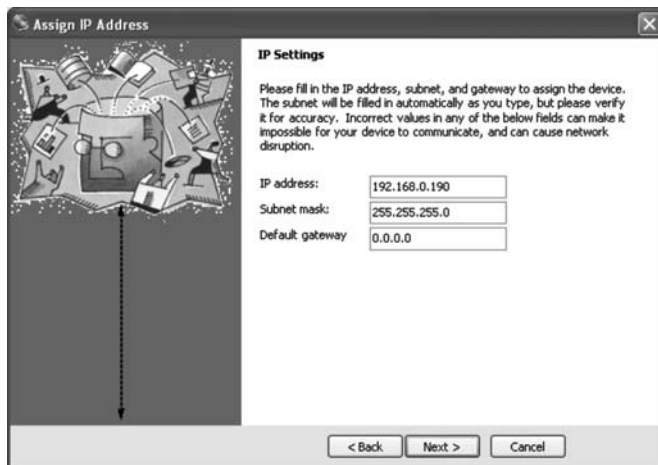 Assign IP Address
IP Settings
Please fill in the IP address, subnet, and gateway to assign the device.
The subnet will be filled in automatically as you type, but please verify
it for accuracy. Incorrect values in any of the below fields can make it
impossible for your device to communicate, and can cause network
disruption.
IP address: 192.168.0.190
Subnet mask: 255.255.255.0
Default gateway 0.0.0.0
< Back Next > Cancel